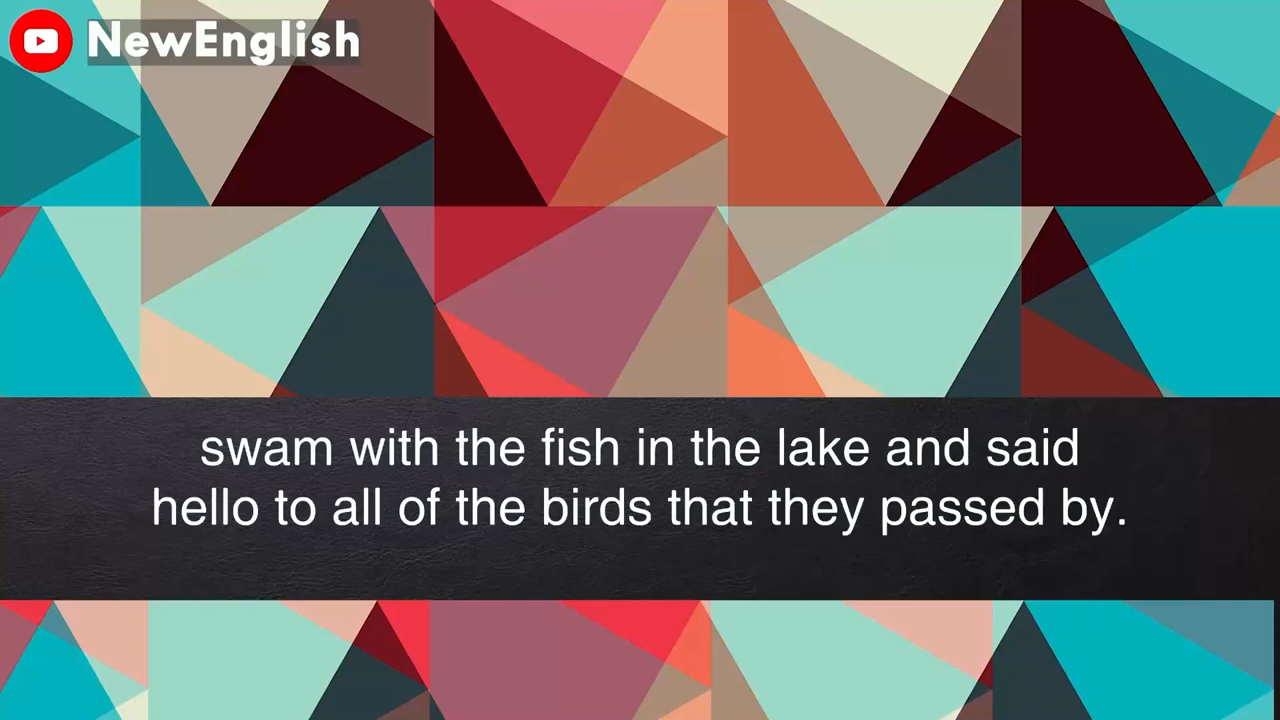 NewEnglish
swam with the fish in the lake and said
hello to all of the birds that they passed by.